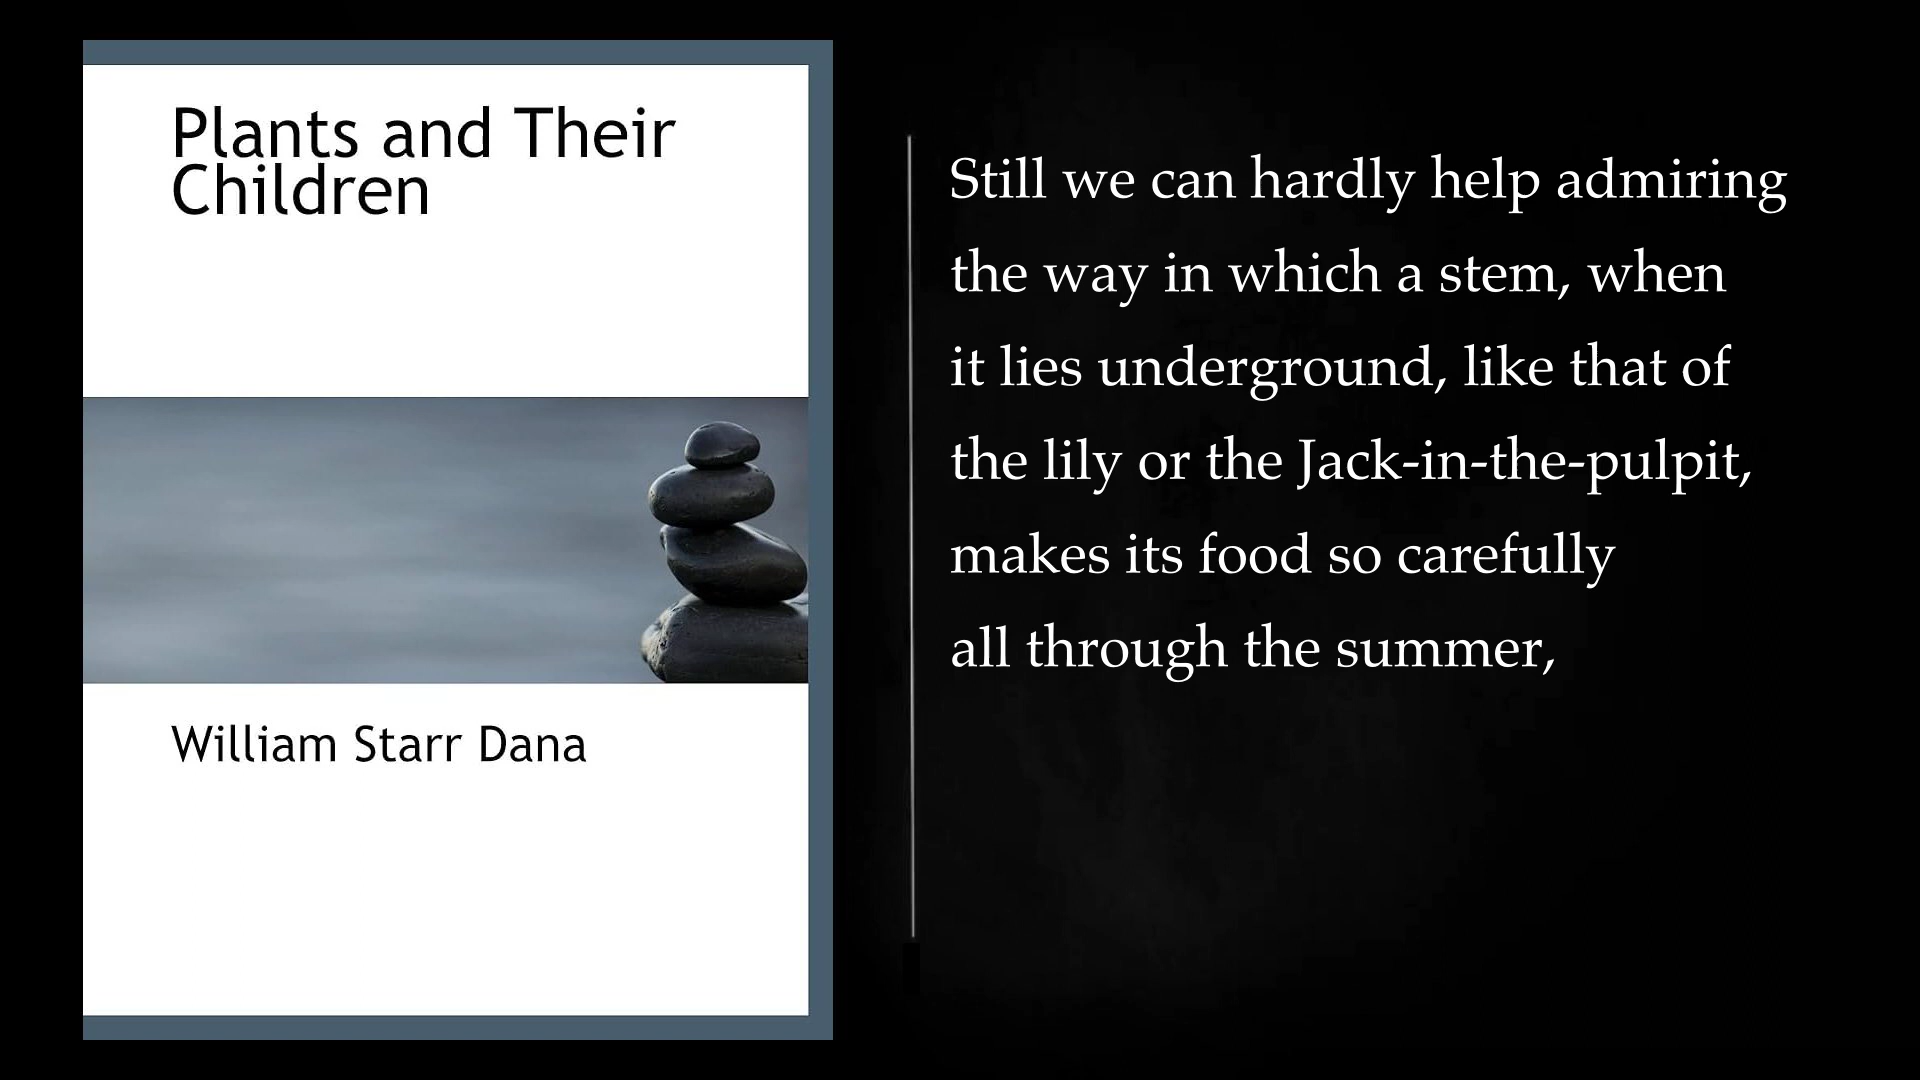 Plants and Their
Children
William Starr Dana
Still we can hardly help admiring
the way in which a stem, when
it lies underground, like that of
the lily or the Jack-in-the-pulpit,
makes its food so carefully
all through the summer,